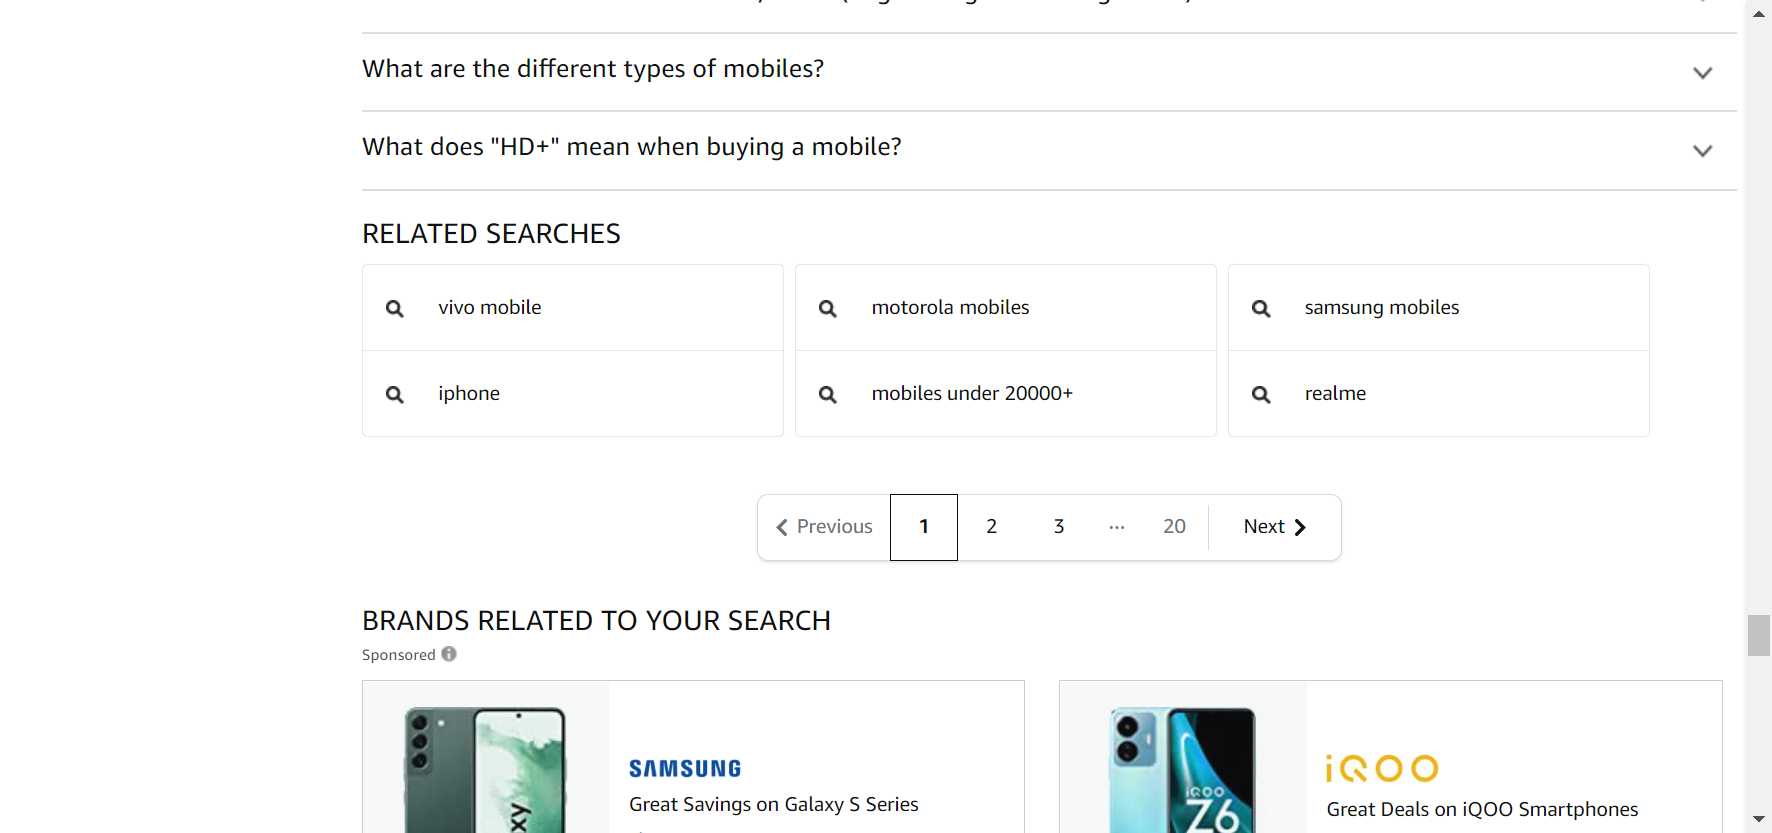 What are the different types of mobiles?
What does "HD+" mean when buying a mobile?
RELATED SEARCHES
vivo mobile
motorola mobiles
samsung mobiles
iphone
mobiles under 20000+
realme
Previous 1 2 3 ... 20 Next
BRANDS RELATED TO YOUR SEARCH
Sponsored
SAMSUNG
Great Savings on Galaxy S Series
iQOO
Z6
iQOO
Great Deals on iQOO Smartphones